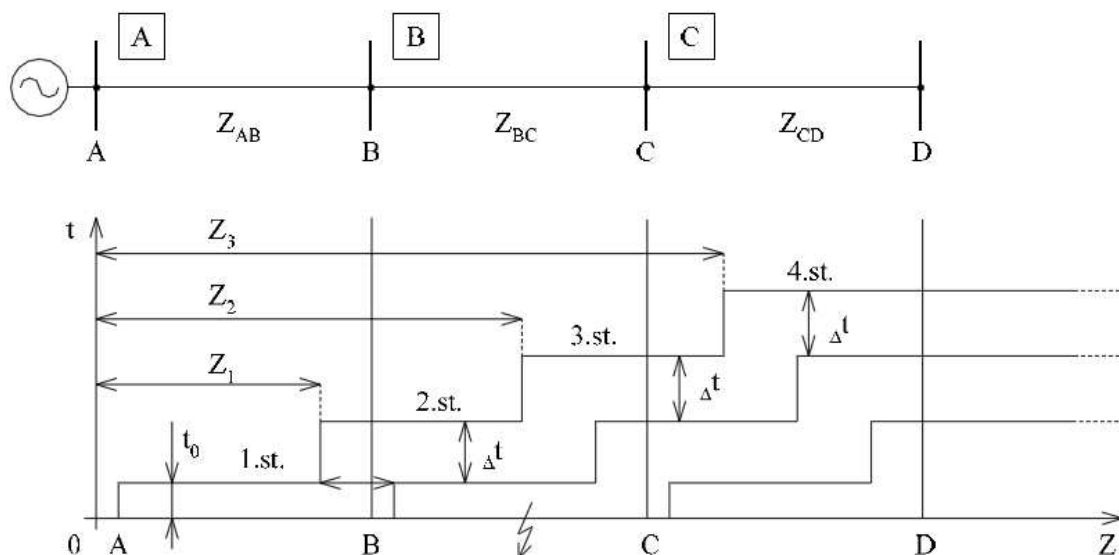 A B C
Z_AB Z_BC Z_CD
A B C D
t
Z_3
4.st.
Z_2
Δt
3.st.
Z_1
Δt
2.st.
t_0
1.st.
Δt
0 A B C D Z